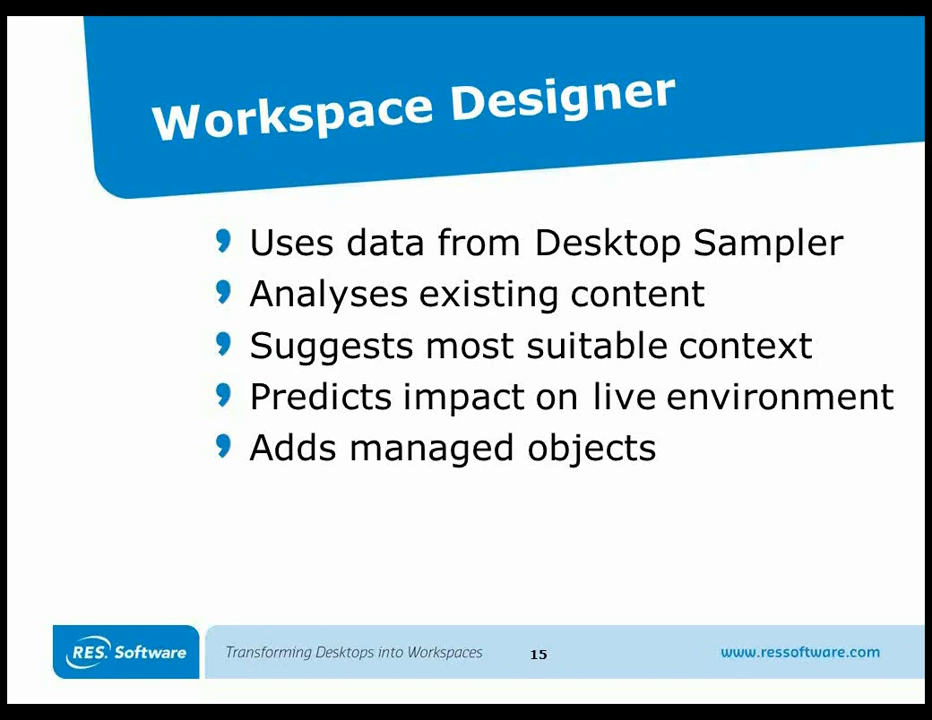 Workspace Designer
Uses data from Desktop Sampler
Analyses existing content
Suggests most suitable context
Predicts impact on live environment
Adds managed objects
RES. Software
Transforming Desktops into Workspaces
15
www.ressoftware.com